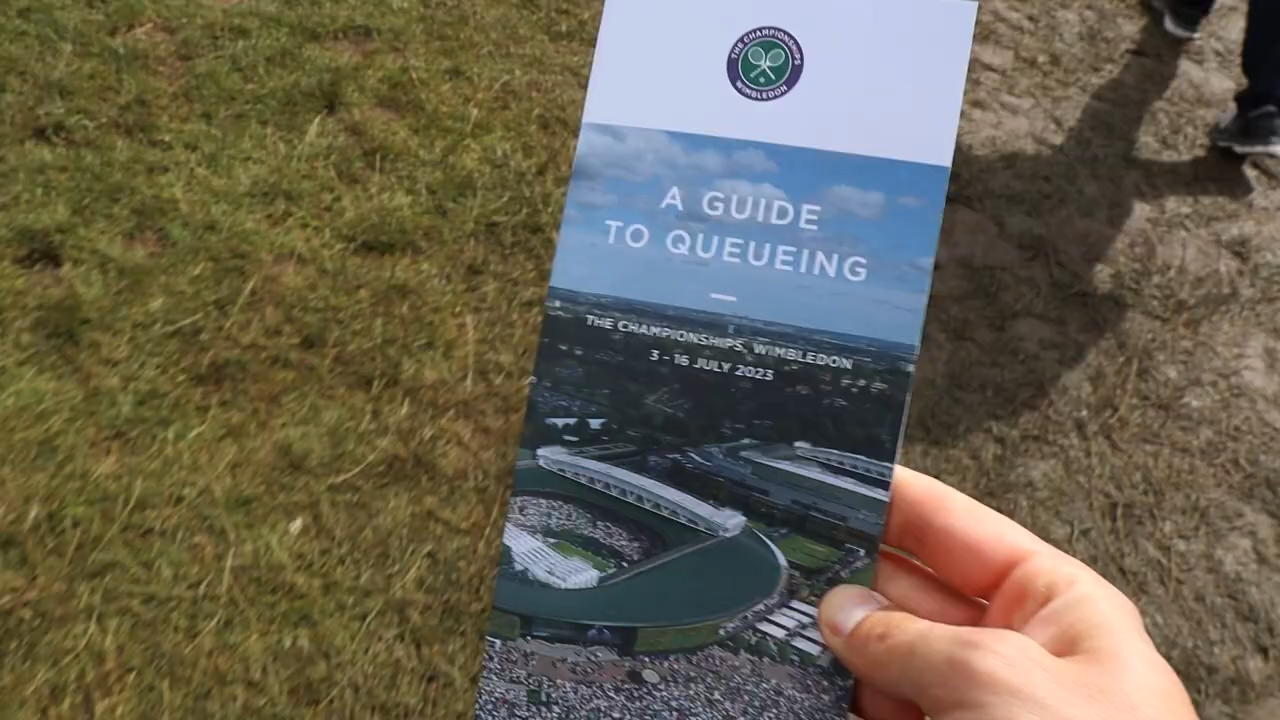 THE CHAMPIONSHIPS
WIMBLEDON
A GUIDE
TO QUEUEING
THE CHAMPIONSHIPS, WIMBLEDON
3 - 16 JULY 2023